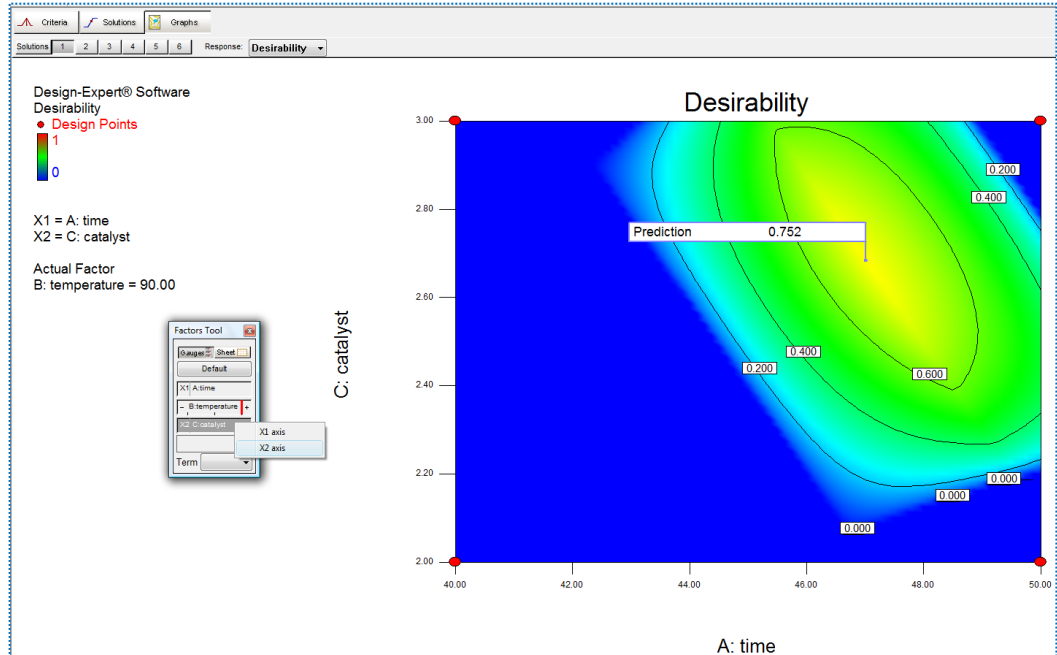 Criteria Solutions Graphs
Solutions 1 2 3 4 5 6 Response: Desirability
Design-Expert® Software
Desirability
Design Points
1
0
X1 = A: time
X2 = C: catalyst
Actual Factor
B: temperature = 90.00
Factors Tool
Gauges Sheet
Default
X1 A:time
- B:temperature +
X2 C:catalyst
X1 axis
X2 axis
Term
Desirability
C: catalyst
3.00
2.80
2.60
2.40
2.20
2.00
40.00 42.00 44.00 46.00 48.00 50.00
A: time
0.200
0.400
Prediction 0.752
0.400
0.200
0.600
0.000
0.000
0.000